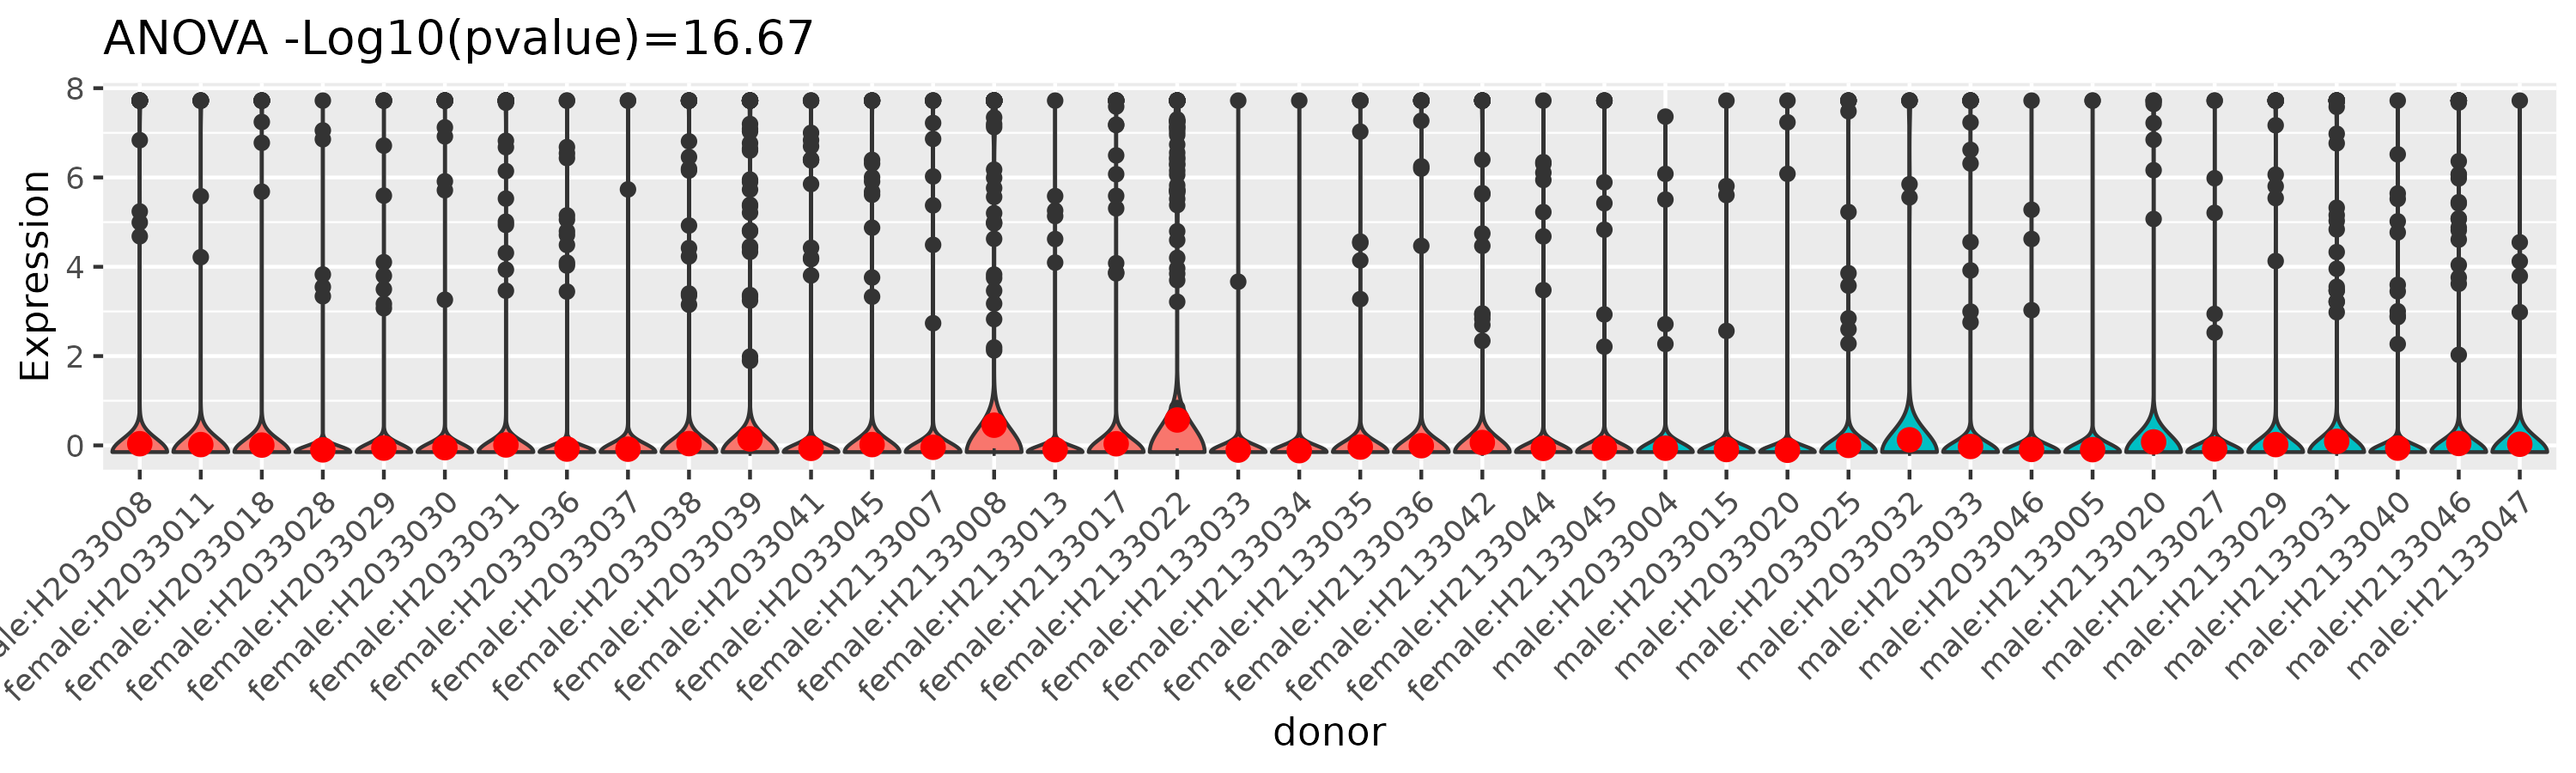 ANOVA -Log10(pvalue)=16.67
Expression
8
6
4
2
0
ale:H2033008
female:H2033011
female:H2033018
female:H2033028
female:H2033029
female:H2033030
female:H2033031
female:H2033036
female:H2033037
female:H2033038
female:H2033039
female:H2033041
female:H2033045
female:H2133007
female:H2133008
female:H2133013
female:H2133017
female:H2133022
female:H2133033
female:H2133034
female:H2133035
female:H2133036
female:H2133042
female:H2133044
female:H2133045
male:H2033004
male:H2033015
male:H2033020
male:H2033025
male:H2033032
male:H2033033
male:H2033046
male:H2133005
male:H2133020
male:H2133027
male:H2133029
male:H2133031
male:H2133040
male:H2133046
male:H2133047
donor